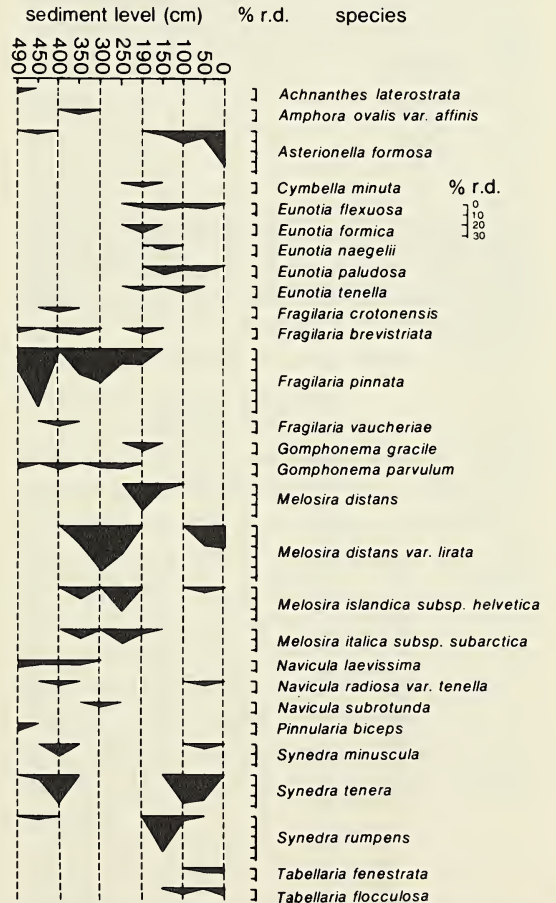 sediment level (cm) % r.d. species
490 450 400 350 300 250 190 150 100 50 0
Achnanthes laterostrata
Amphora ovalis var. affinis
Asterionella formosa
Cymbella minuta % r.d.
Eunotia flexuosa 0
10
Eunotia formica 20
30
Eunotia naegelii
Eunotia paludosa
Eunotia tenella
Fragilaria crotonensis
Fragilaria brevistriata
Fragilaria pinnata
Fragilaria vaucheriae
Gomphonema gracile
Gomphonema parvulum
Melosira distans
Melosira distans var. lirata
Melosira islandica subsp. helvetica
Melosira italica subsp. subarctica
Navicula laevissima
Navicula radiosa var. tenella
Navicula subrotunda
Pinnularia biceps
Synedra minuscula
Synedra tenera
Synedra rumpens
Tabellaria fenestrata
Tabellaria flocculosa